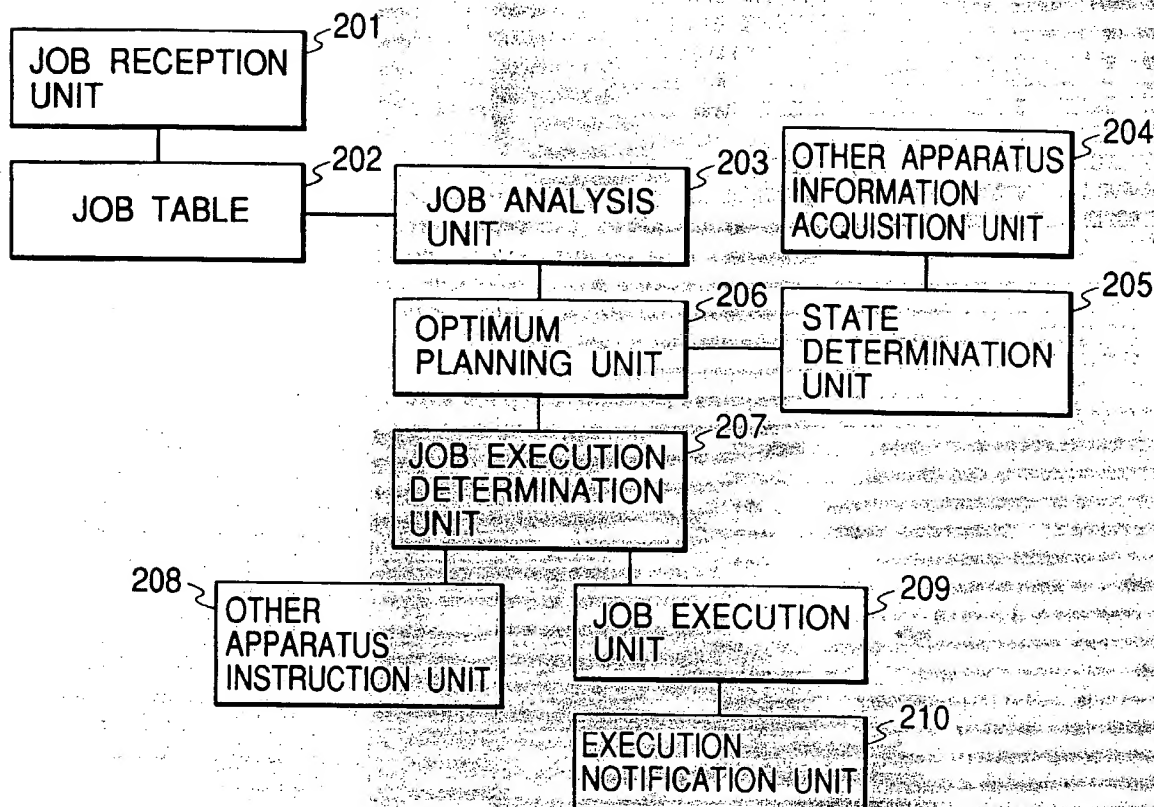 201
JOB RECEPTION
UNIT
202
JOB TABLE
203
JOB ANALYSIS
UNIT
204
OTHER APPARATUS
INFORMATION
ACQUISITION UNIT
206
OPTIMUM
PLANNING UNIT
205
STATE
DETERMINATION
UNIT
207
JOB EXECUTION
DETERMINATION
UNIT
208
OTHER
APPARATUS
INSTRUCTION UNIT
209
JOB EXECUTION
UNIT
210
EXECUTION
NOTIFICATION UNIT